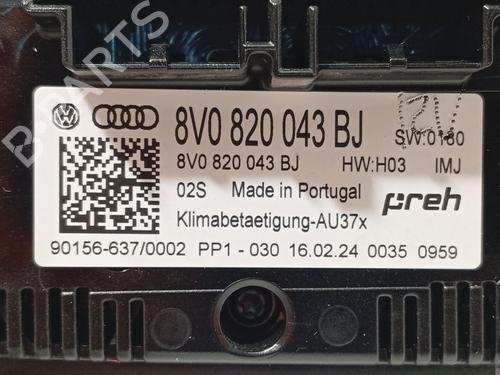 B-PARTS
8V0 820 043 BJ SW:0180
8V0 820 043 BJ HW:H03 IMJ
02S Made in Portugal preh
Klimabetaetigung-AU37x
90156-637/0002 PP1 - 030 16.02.24 0035 0959